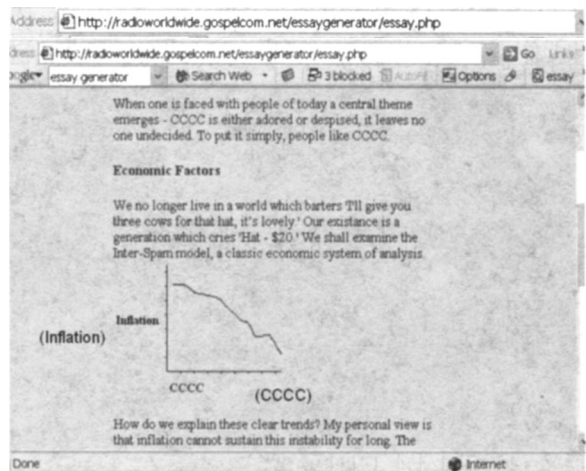 Address http://radioworldwide.gospelcom.net/essaygenerator/essay.php
dress http://radioworldwide.gospelcom.net/essaygenerator/essay.php Go Links
essay generator Search Web 3 blocked AutoFill Options essay
When one is faced with people of today a central theme
emerges - CCCC is either adored or despised, it leaves no
one undecided. To put it simply, people like CCCC.
Economic Factors
We no longer live in a world which barters 'I'll give you
three cows for that hat, it's lovely.' Our existance is a
generation which cries 'Hat - $20.' We shall examine the
Inter-Spam model, a classic economic system of analysis.
Inflation
(Inflation)
CCCC
(CCCC)
How do we explain these clear trends? My personal view is
that inflation cannot sustain this instability for long. The
Done Internet